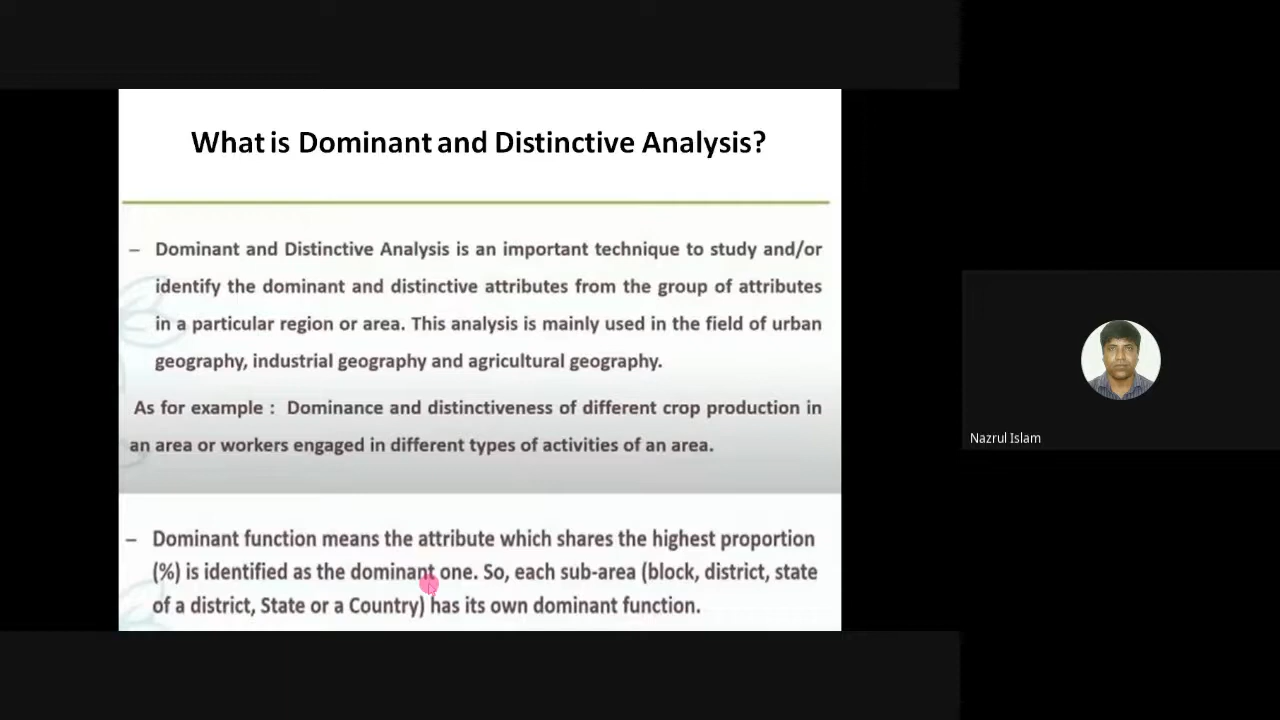 What is Dominant and Distinctive Analysis?
– Dominant and Distinctive Analysis is an important technique to study and/or
identify the dominant and distinctive attributes from the group of attributes
in a particular region or area. This analysis is mainly used in the field of urban
geography, industrial geography and agricultural geography.
As for example : Dominance and distinctiveness of different crop production in
an area or workers engaged in different types of activities of an area.
– Dominant function means the attribute which shares the highest proportion
(%) is identified as the dominant one. So, each sub-area (block, district, state
of a district, State or a Country) has its own dominant function.
Nazrul Islam